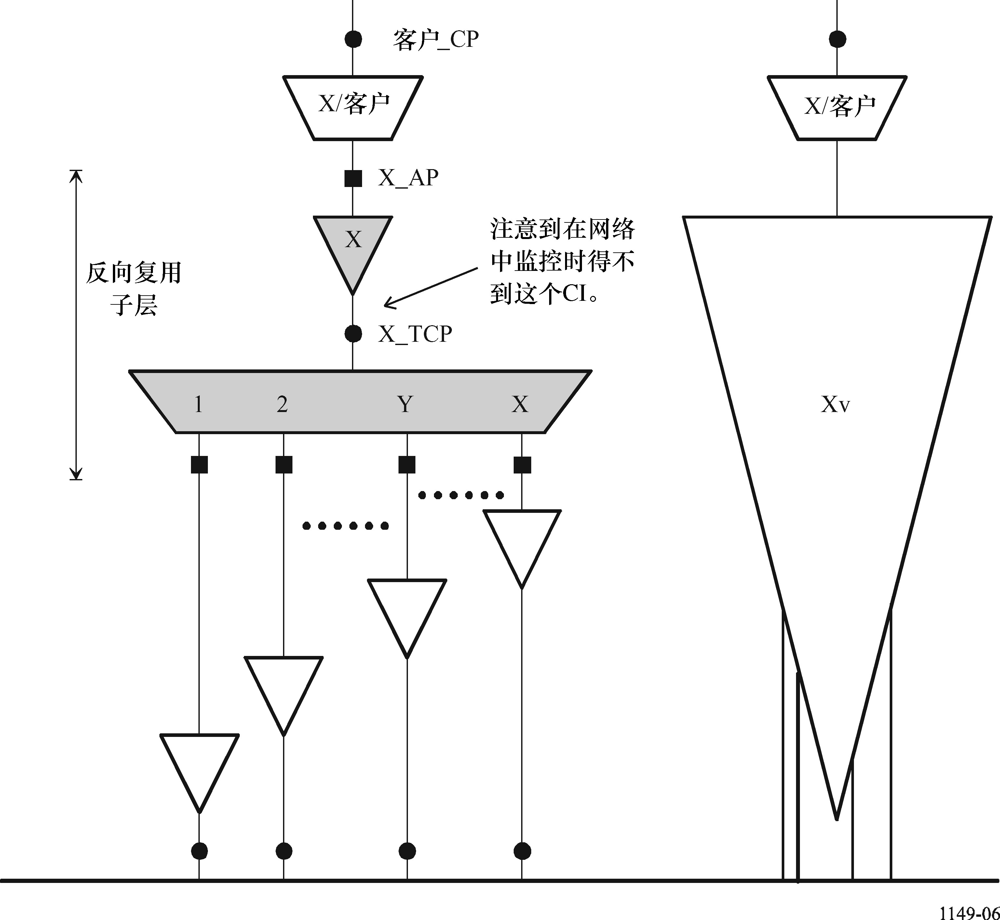 客户_CP
X/客户
X/客户
X_AP
X
注意到在网络
中监控时得不
到这个CI。
反向复用
子层
X_TCP
1 2 Y X
Xv
1149-06